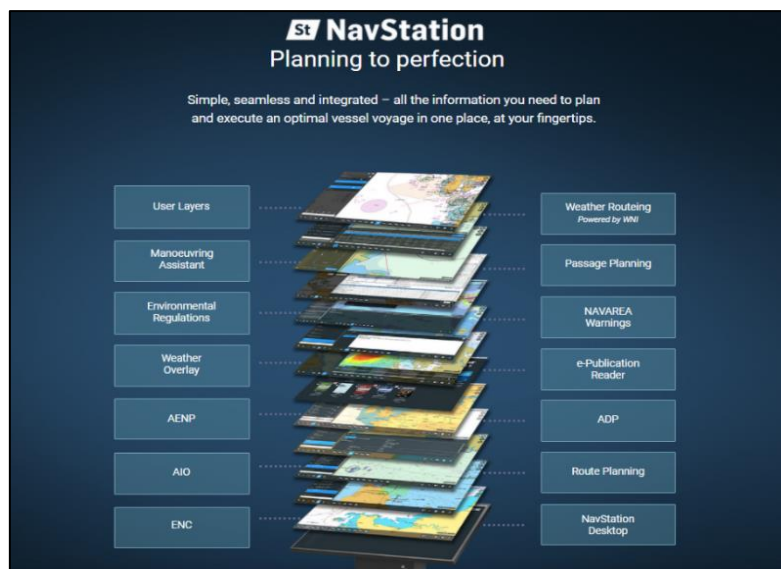 St NavStation
Planning to perfection
Simple, seamless and integrated – all the information you need to plan
and execute an optimal vessel voyage in one place, at your fingertips.
User Layers
Weather Routeing
Powered by WNI
Manoeuvring
Assistant
Passage Planning
Environmental
Regulations
NAVAREA
Warnings
Weather
Overlay
e-Publication
Reader
AENP
ADP
AIO
Route Planning
ENC
NavStation
Desktop